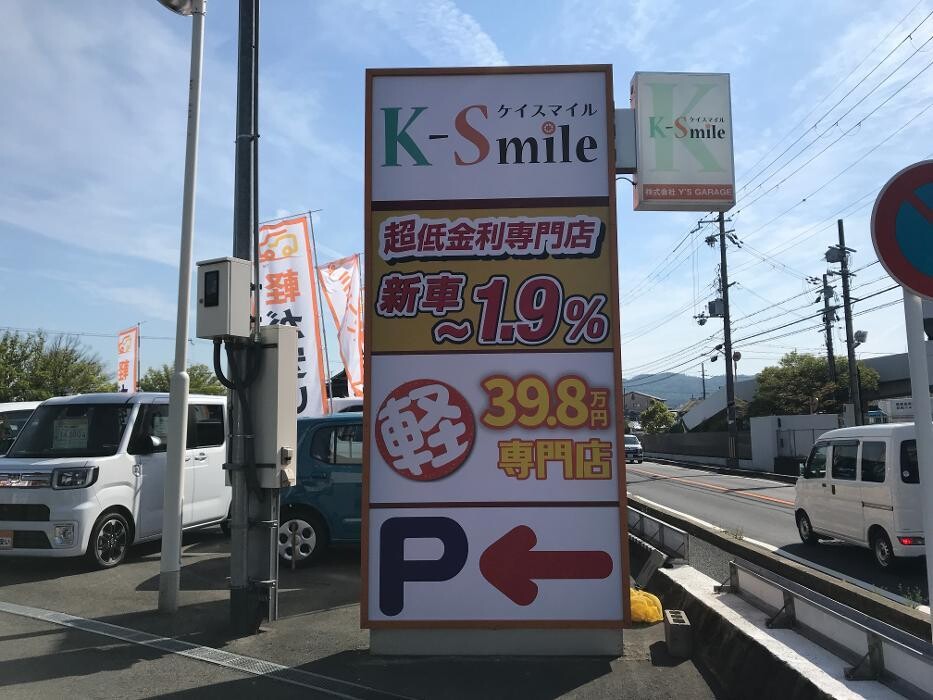 ケイスマイル
K-Smile
超低金利専門店
新車
～1.9%
軽
39.8万円
専門店
P
K
ケイスマイル
K-Smile
株式会社 Y'S GARAGE
軽